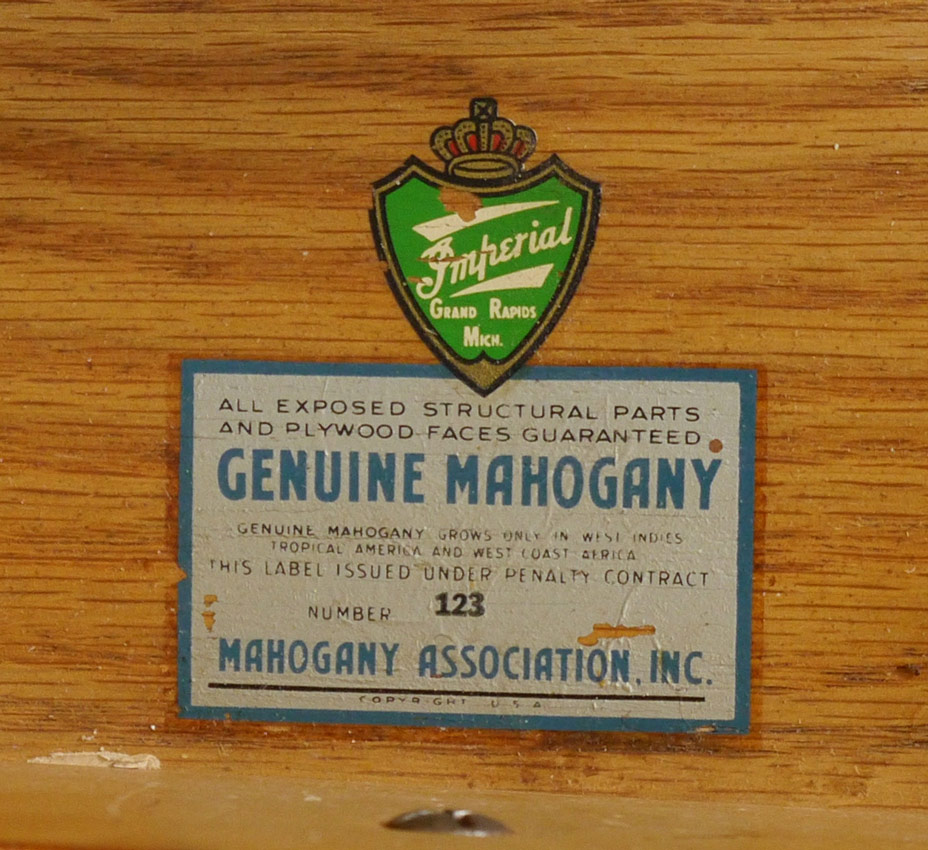 Imperial
GRAND RAPIDS
MICH.
ALL EXPOSED STRUCTURAL PARTS
AND PLYWOOD FACES GUARANTEED
GENUINE MAHOGANY
GENUINE MAHOGANY GROWS ONLY IN WEST INDIES
TROPICAL AMERICA AND WEST COAST AFRICA
THIS LABEL ISSUED UNDER PENALTY CONTRACT
NUMBER 123
MAHOGANY ASSOCIATION, INC.
COPYRIGHT U S A